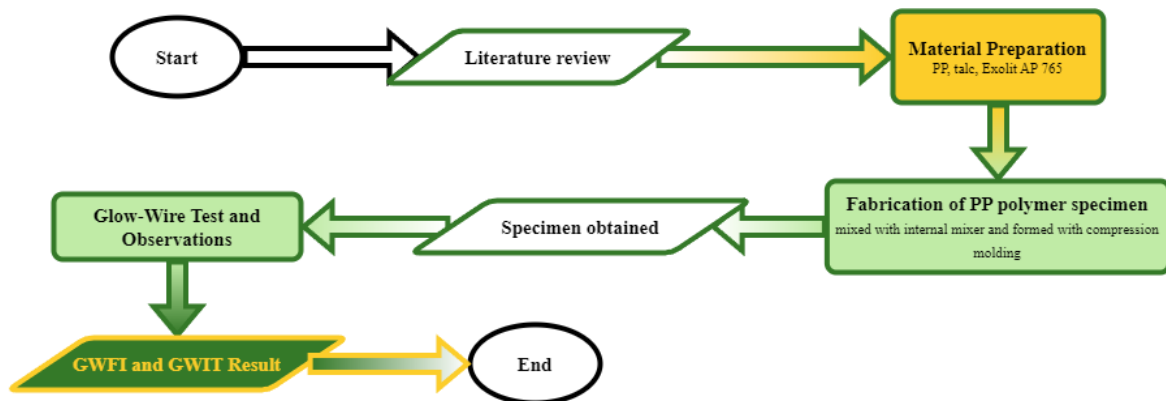 Start
Literature review
Material Preparation
PP, talc, Exolit AP 765
Fabrication of PP polymer specimen
mixed with internal mixer and formed with compression
molding
Specimen obtained
Glow-Wire Test and
Observations
GWFI and GWIT Result
End